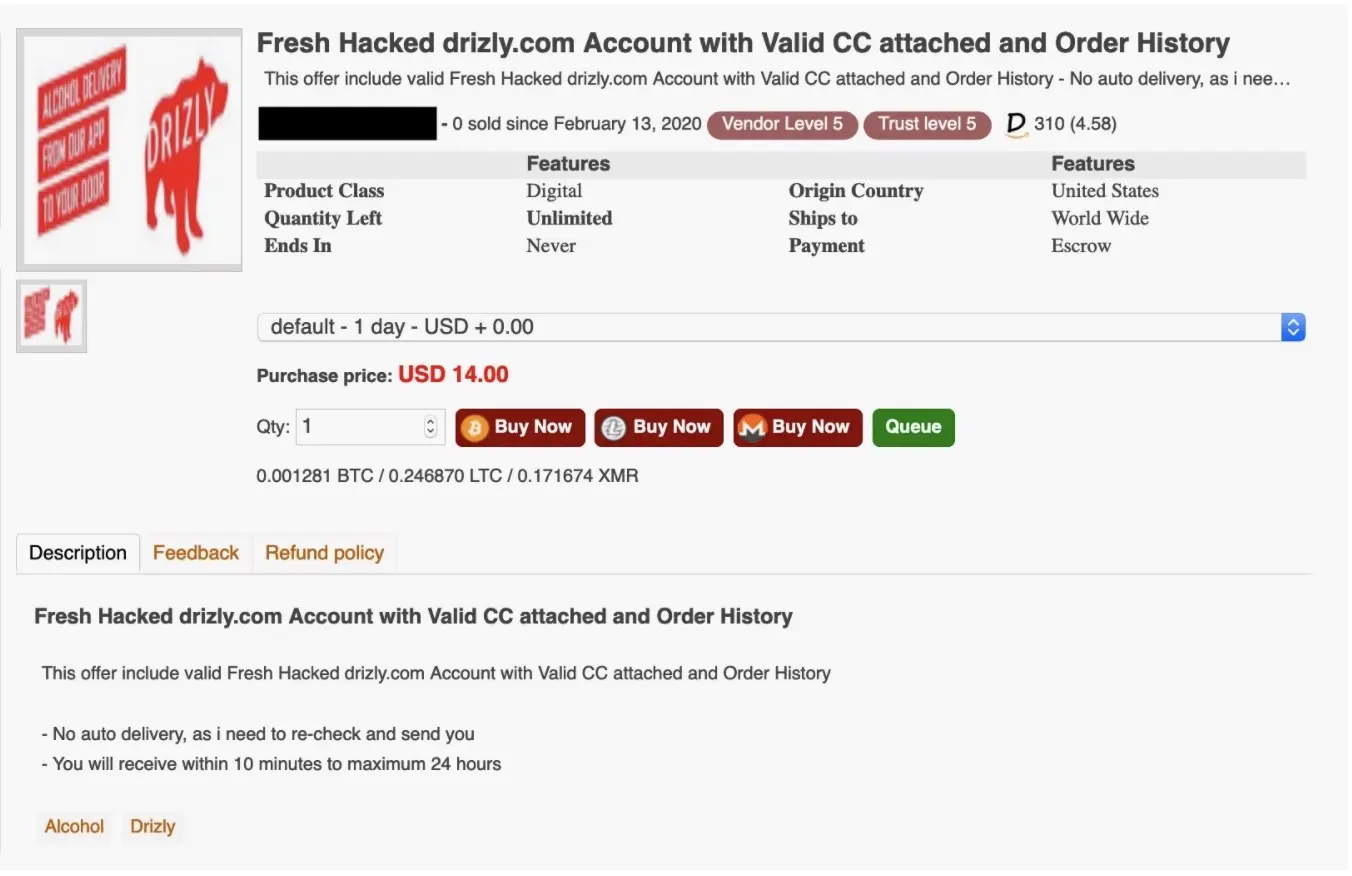 Fresh Hacked drizly.com Account with Valid CC attached and Order History
This offer include valid Fresh Hacked drizly.com Account with Valid CC attached and Order History - No auto delivery, as i nee...
- 0 sold since February 13, 2020 Vendor Level 5 Trust level 5 D 310 (4.58)
ALCOHOL DELIVERY
FROM OUR APP
TO YOUR DOOR
DRIZLY
Features Features
Product Class Digital Origin Country United States
Quantity Left Unlimited Ships to World Wide
Ends In Never Payment Escrow
default - 1 day - USD + 0.00
Purchase price: USD 14.00
Qty: 1 Buy Now Buy Now Buy Now Queue
0.001281 BTC / 0.246870 LTC / 0.171674 XMR
Description Feedback Refund policy
Fresh Hacked drizly.com Account with Valid CC attached and Order History
This offer include valid Fresh Hacked drizly.com Account with Valid CC attached and Order History
- No auto delivery, as i need to re-check and send you
- You will receive within 10 minutes to maximum 24 hours
Alcohol Drizly